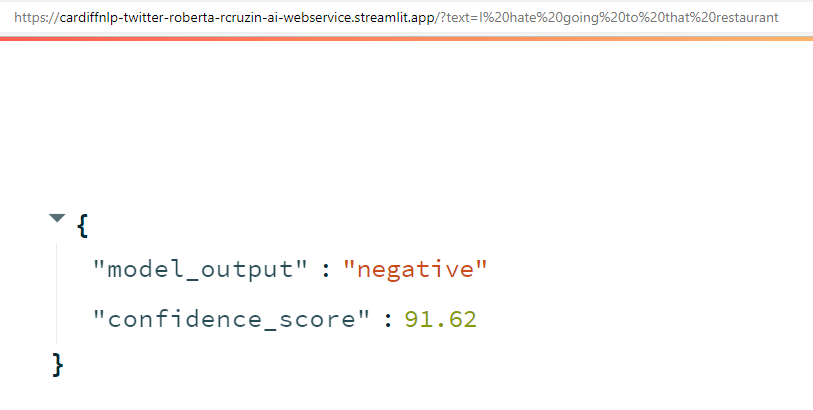 https://cardiffnlp-twitter-roberta-rcruzin-ai-webservice.streamlit.app/?text=I%20hate%20going%20to%20that%20restaurant
{
"model_output" : "negative"
"confidence_score" : 91.62
}